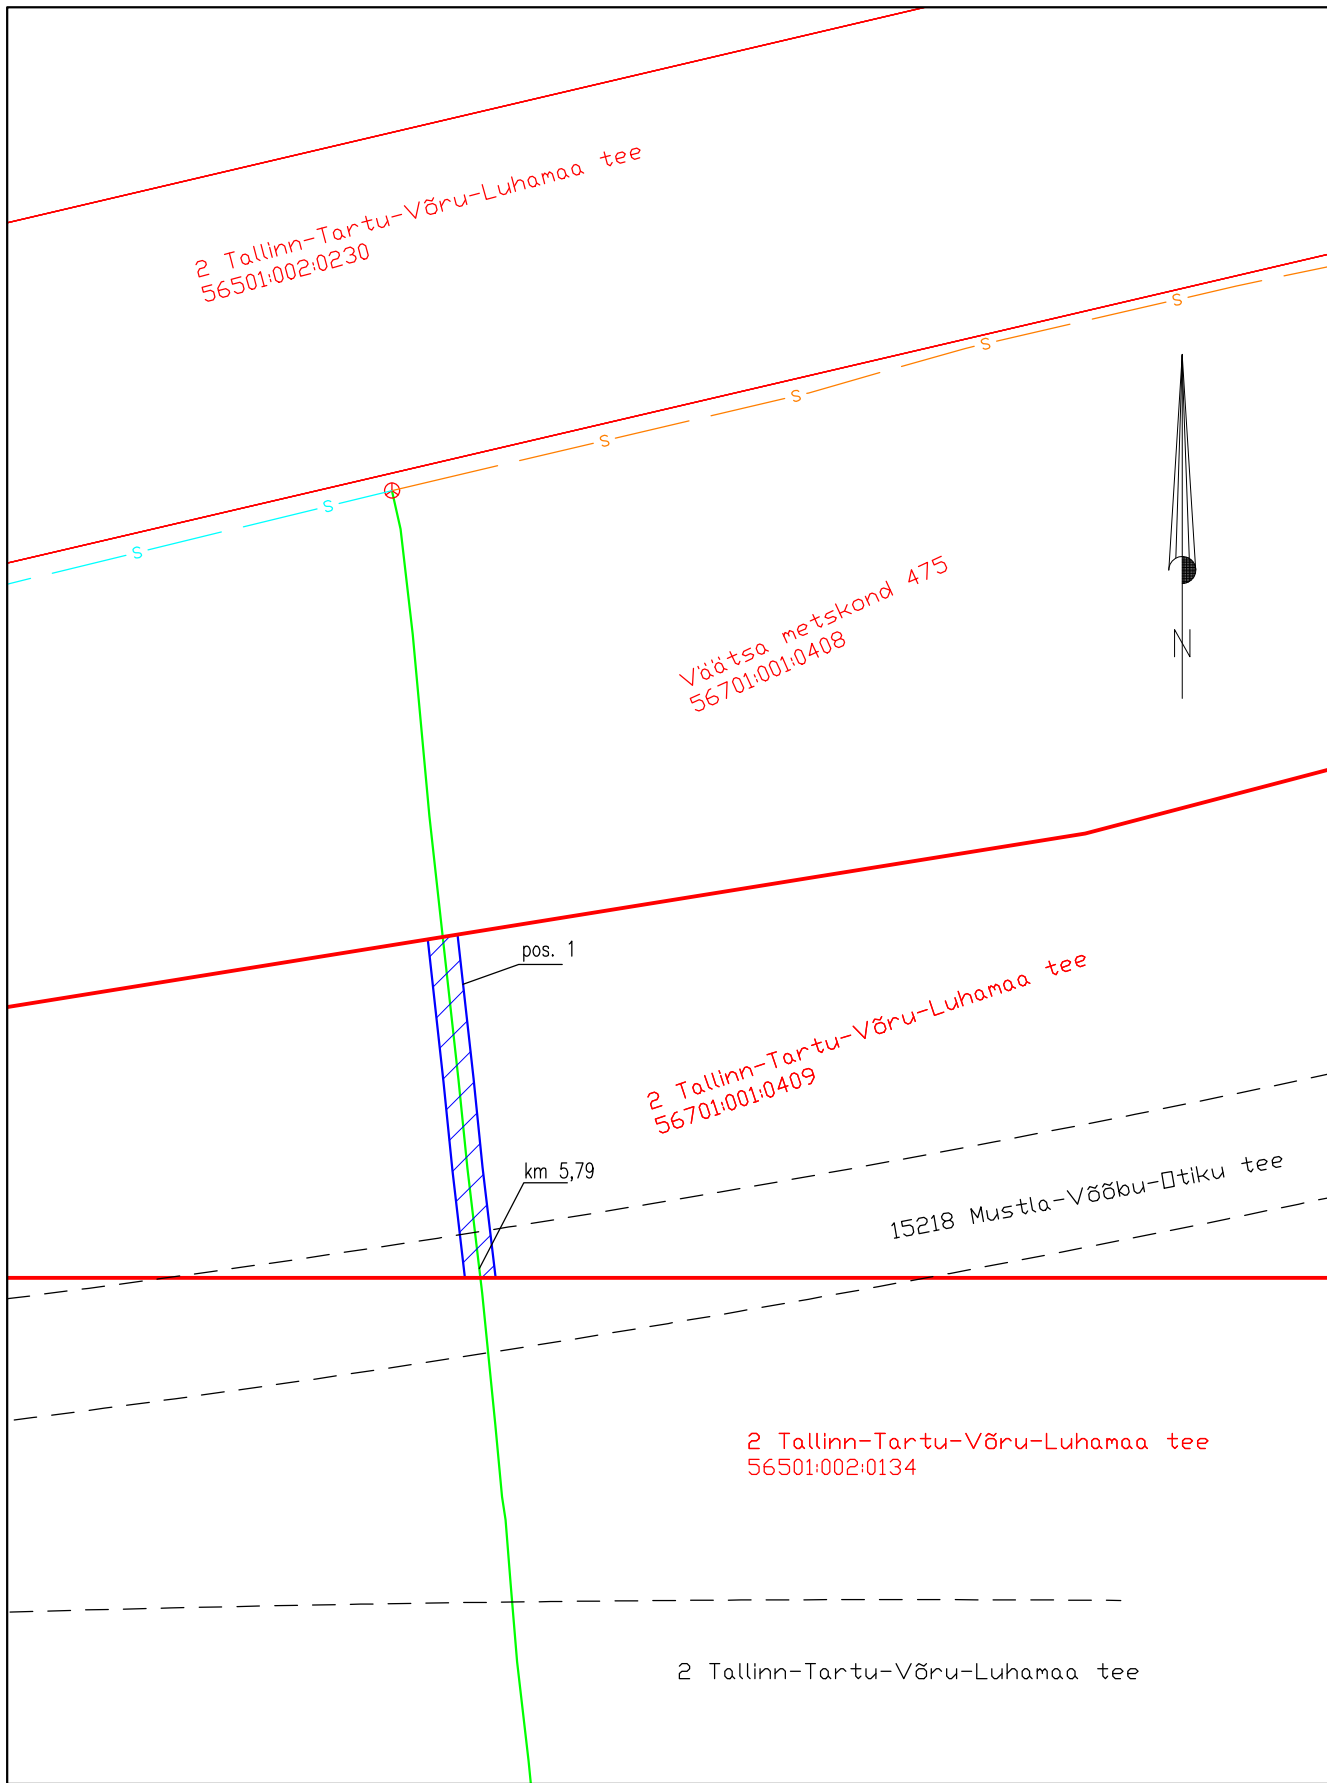 2 Tallinn-Tartu-Võru-Luhamaa tee
56501:002:0230
S
S
S
S
S
S
Väätsa metskond 475
56701:001:0408
N
pos. 1
2 Tallinn-Tartu-Võru-Luhamaa tee
56701:001:0409
km 5,79
15218 Mustla-Võõbu-□tiku tee
2 Tallinn-Tartu-Võru-Luhamaa tee
56501:002:0134
2 Tallinn-Tartu-Võru-Luhamaa tee